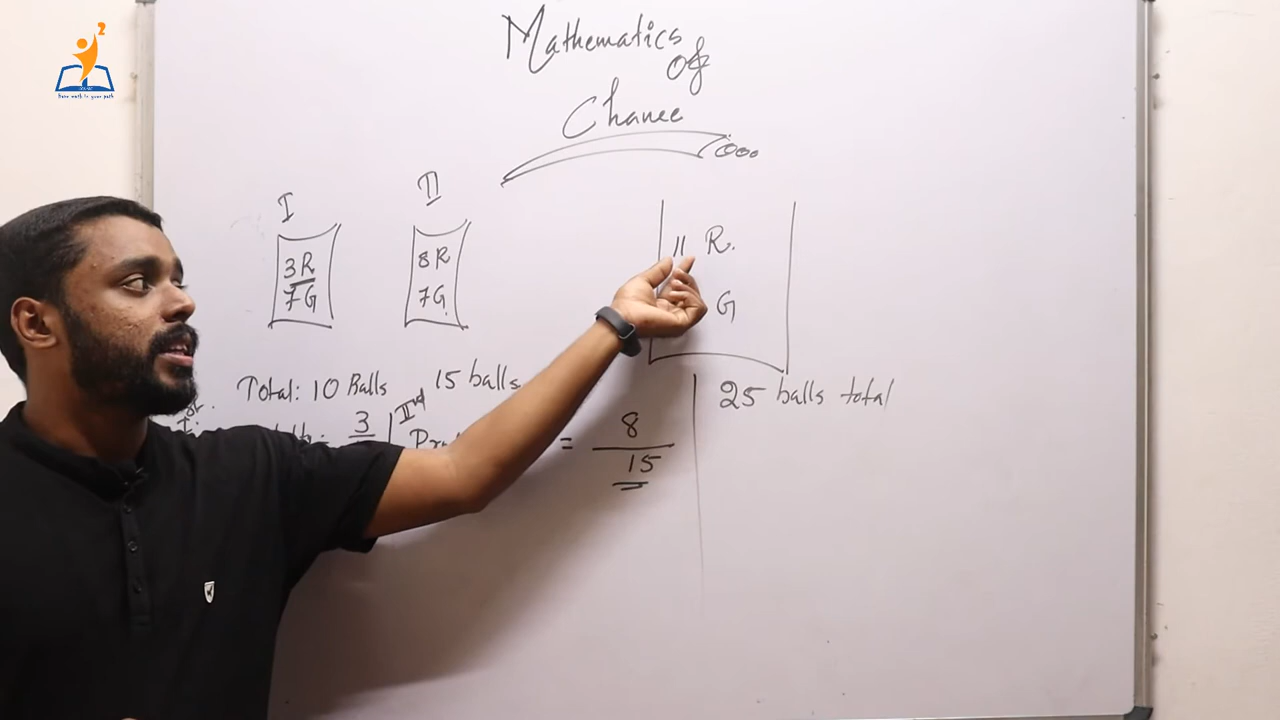 Mathematics
of
Chance
I
II
3R
7G
8R
7G
11 R.
G
Total: 10 Balls
15 balls
25 balls total
3
IInd
= 8
15